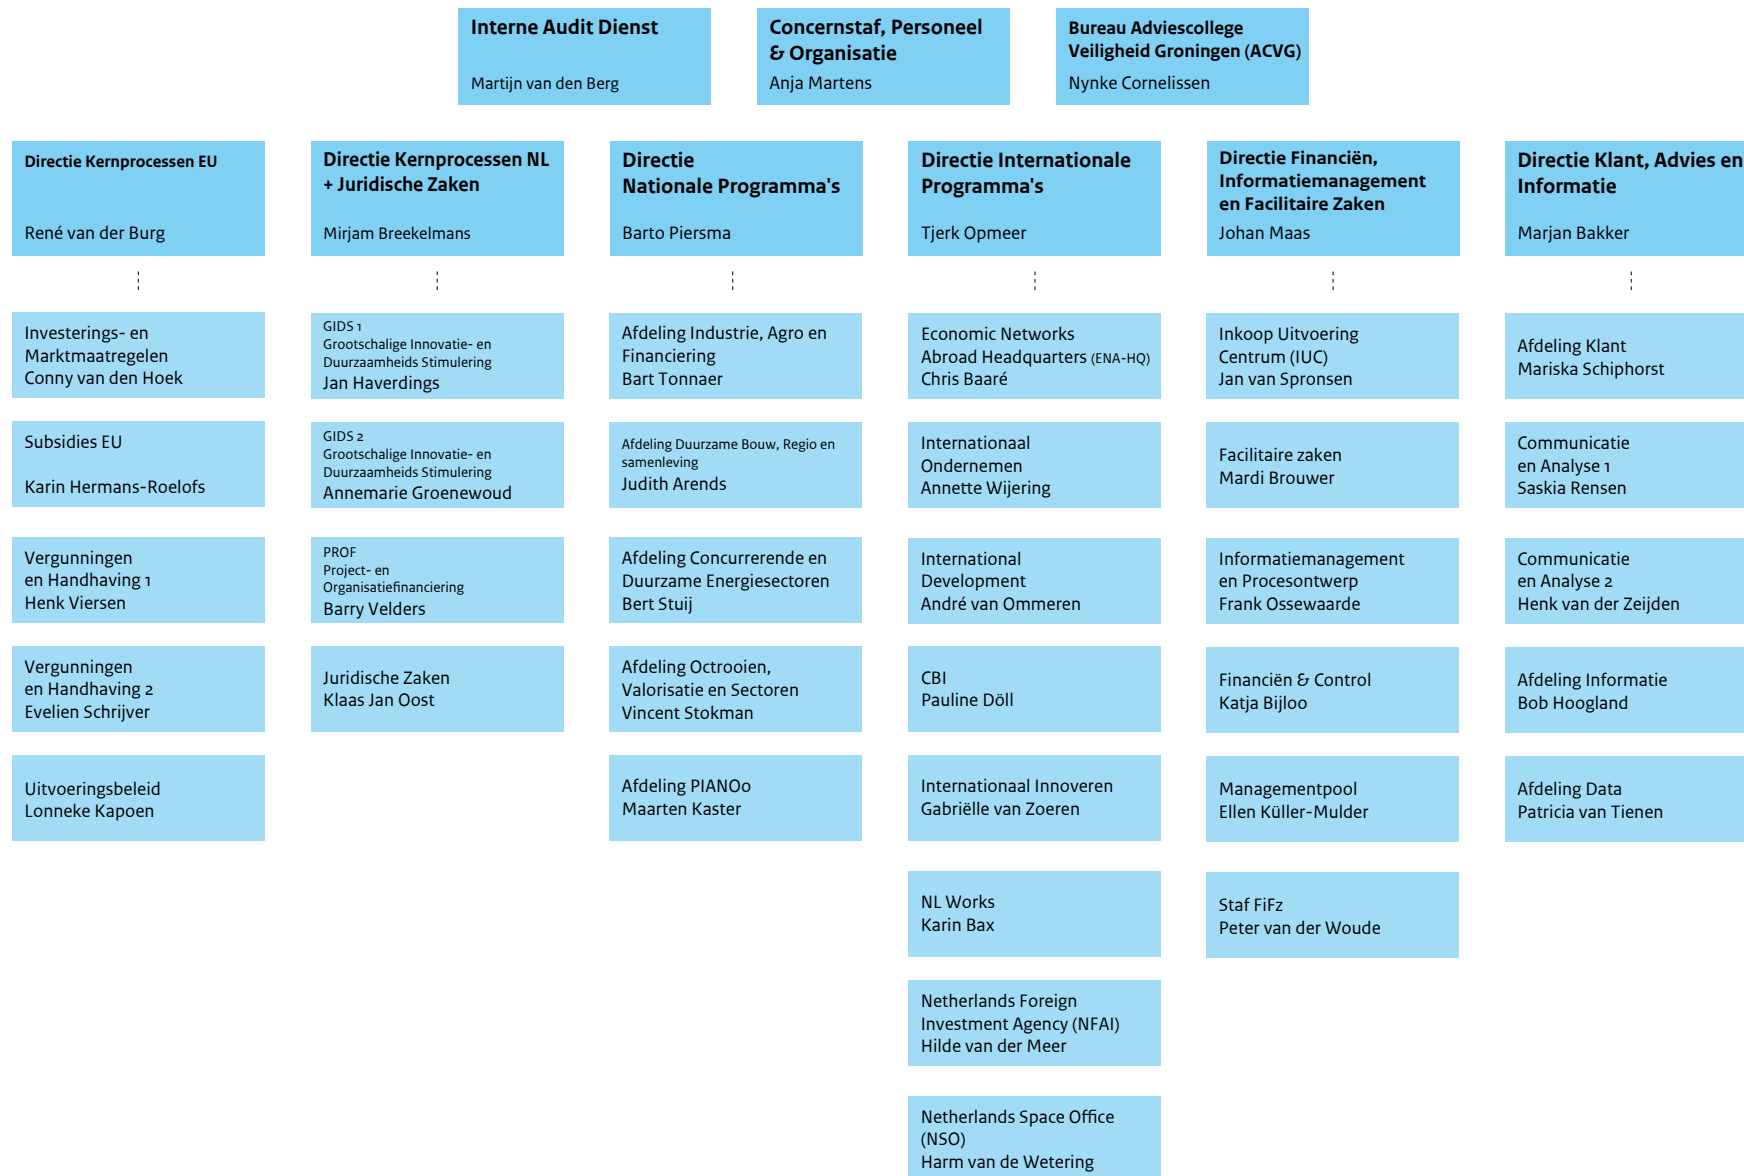 Interne Audit Dienst
Martijn van den Berg
Concernstaf, Personeel
& Organisatie
Anja Martens
Bureau Adviescollege
Veiligheid Groningen (ACVG)
Nynke Cornelissen
Directie Kernprocessen EU
René van der Burg
Investerings- en
Marktmaatregelen
Conny van den Hoek
Subsidies EU
Karin Hermans-Roelofs
Vergunningen
en Handhaving 1
Henk Viersen
Vergunningen
en Handhaving 2
Evelien Schrijver
Uitvoeringsbeleid
Lonneke Kapoen
Directie Kernprocessen NL
+ Juridische Zaken
Mirjam Breekelmans
GIDS 1
Grootschalige Innovatie- en
Duurzaamheids Stimulering
Jan Haverdings
GIDS 2
Grootschalige Innovatie- en
Duurzaamheids Stimulering
Annemarie Groenewoud
PROF
Project- en
Organisatiefinanciering
Barry Velders
Juridische Zaken
Klaas Jan Oost
Directie
Nationale Programma's
Barto Piersma
Afdeling Industrie, Agro en
Financiering
Bart Tonnaer
Afdeling Duurzame Bouw, Regio en
samenleving
Judith Arends
Afdeling Concurrerende en
Duurzame Energiesectoren
Bert Stuij
Afdeling Octrooien,
Valorisatie en Sectoren
Vincent Stokman
Afdeling PIANOo
Maarten Kaster
Directie Internationale
Programma's
Tjerk Opmeer
Economic Networks
Abroad Headquarters (ENA-HQ)
Chris Baaré
Internationaal
Ondernemen
Annette Wijering
International
Development
André van Ommeren
CBI
Pauline Döll
Internationaal Innoveren
Gabriëlle van Zoeren
NL Works
Karin Bax
Netherlands Foreign
Investment Agency (NFAI)
Hilde van der Meer
Netherlands Space Office
(NSO)
Harm van de Wetering
Directie Financiën,
Informatiemanagement
en Facilitaire Zaken
Johan Maas
Inkoop Uitvoering
Centrum (IUC)
Jan van Spronsen
Facilitaire zaken
Mardi Brouwer
Informatiemanagement
en Procesontwerp
Frank Ossewaarde
Financiën & Control
Katja Bijloo
Managementpool
Ellen Küller-Mulder
Staf FiFz
Peter van der Woude
Directie Klant, Advies en
Informatie
Marjan Bakker
Afdeling Klant
Mariska Schiphorst
Communicatie
en Analyse 1
Saskia Rensen
Communicatie
en Analyse 2
Henk van der Zeijden
Afdeling Informatie
Bob Hoogland
Afdeling Data
Patricia van Tienen